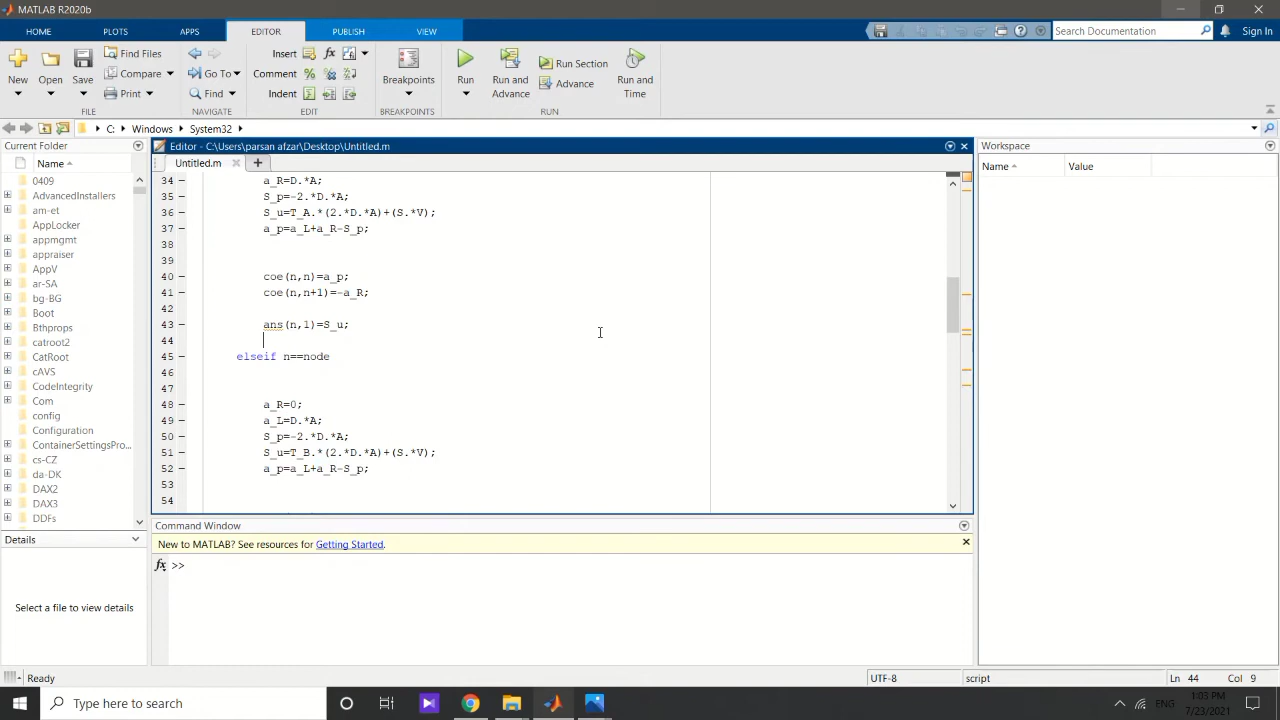 MATLAB R2020b
HOME PLOTS APPS EDITOR PUBLISH VIEW
Search Documentation
Sign In
New
Open
Save
Find Files
Compare
Print
FILE
Go To
Find
NAVIGATE
Insert
Comment
Indent
EDIT
Breakpoints
BREAKPOINTS
Run
Run and Advance
Run Section
Advance
Run and Time
RUN
C: Windows System32
Current Folder
Name
0409
AdvancedInstallers
am-et
AppLocker
appmgmt
appraiser
AppV
ar-SA
bg-BG
Boot
Bthprops
catroot2
CatRoot
cAVS
CodeIntegrity
Com
config
Configuration
ContainerSettingsPro...
cs-CZ
da-DK
DAX2
DAX3
DDFs
Details
Select a file to view details
Editor - C:\Users\parsan afzar\Desktop\Untitled.m
Untitled.m
34 a_R=D.*A;
35 S_p=-2.*D.*A;
36 S_u=T_A.*(2.*D.*A)+(S.*V);
37 a_p=a_L+a_R-S_p;
38
39
40 coe(n,n)=a_p;
41 coe(n,n+1)=-a_R;
42
43 ans(n,1)=S_u;
44
45 elseif n==node
46
47
48 a_R=0;
49 a_L=D.*A;
50 S_p=-2.*D.*A;
51 S_u=T_B.*(2.*D.*A)+(S.*V);
52 a_p=a_L+a_R-S_p;
53
54
Command Window
New to MATLAB? See resources for Getting Started.
fx >>
Workspace
Name Value
Ready
UTF-8 script Ln 44 Col 9
Type here to search
ENG
1:03 PM
7/23/2021